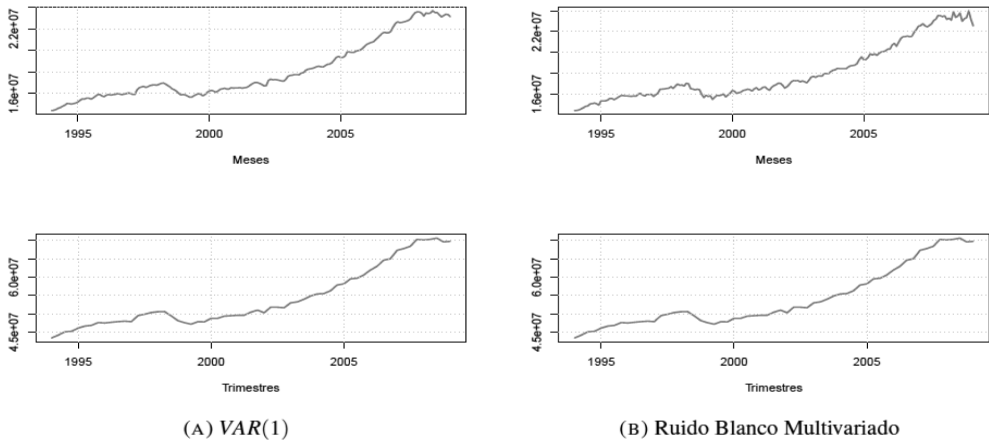 2.2e+07
1.6e+07
1995 2000 2005
Meses
2.2e+07
1.6e+07
1995 2000 2005
Meses
6.0e+07
4.5e+07
1995 2000 2005
Trimestres
6.0e+07
4.5e+07
1995 2000 2005
Trimestres
(A) VAR(1)
(B) Ruido Blanco Multivariado